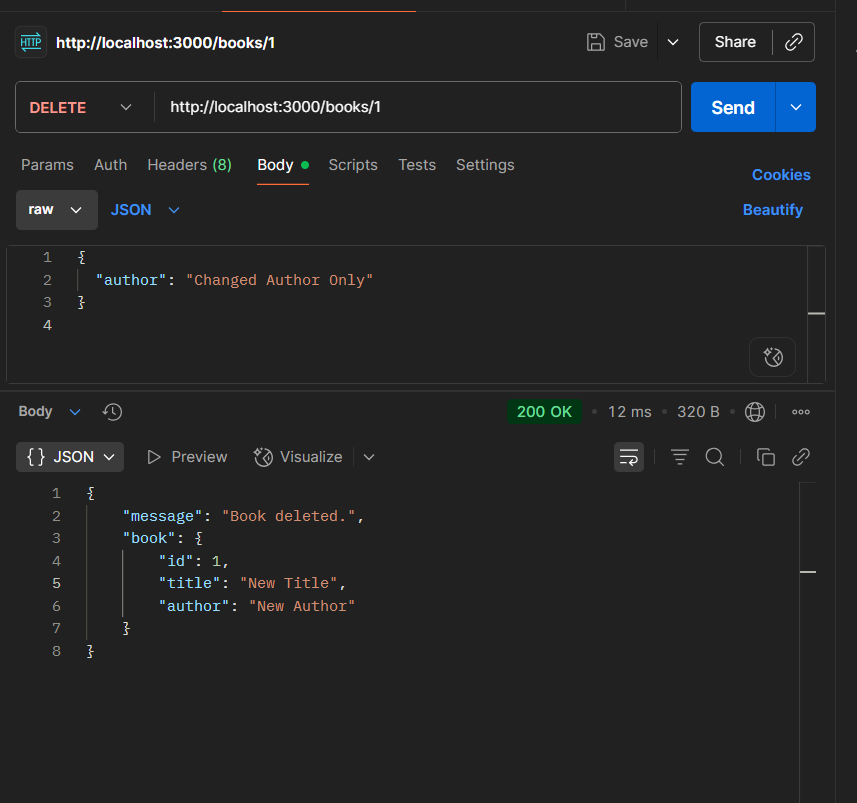 HTTP http://localhost:3000/books/1 Save Share
DELETE http://localhost:3000/books/1 Send
Params Auth Headers (8) Body Scripts Tests Settings Cookies
raw JSON Beautify
1 {
2 "author": "Changed Author Only"
3 }
4
Body 200 OK • 12 ms • 320 B •
{} JSON Preview Visualize
1 {
2 "message": "Book deleted.",
3 "book": {
4 "id": 1,
5 "title": "New Title",
6 "author": "New Author"
7 }
8 }